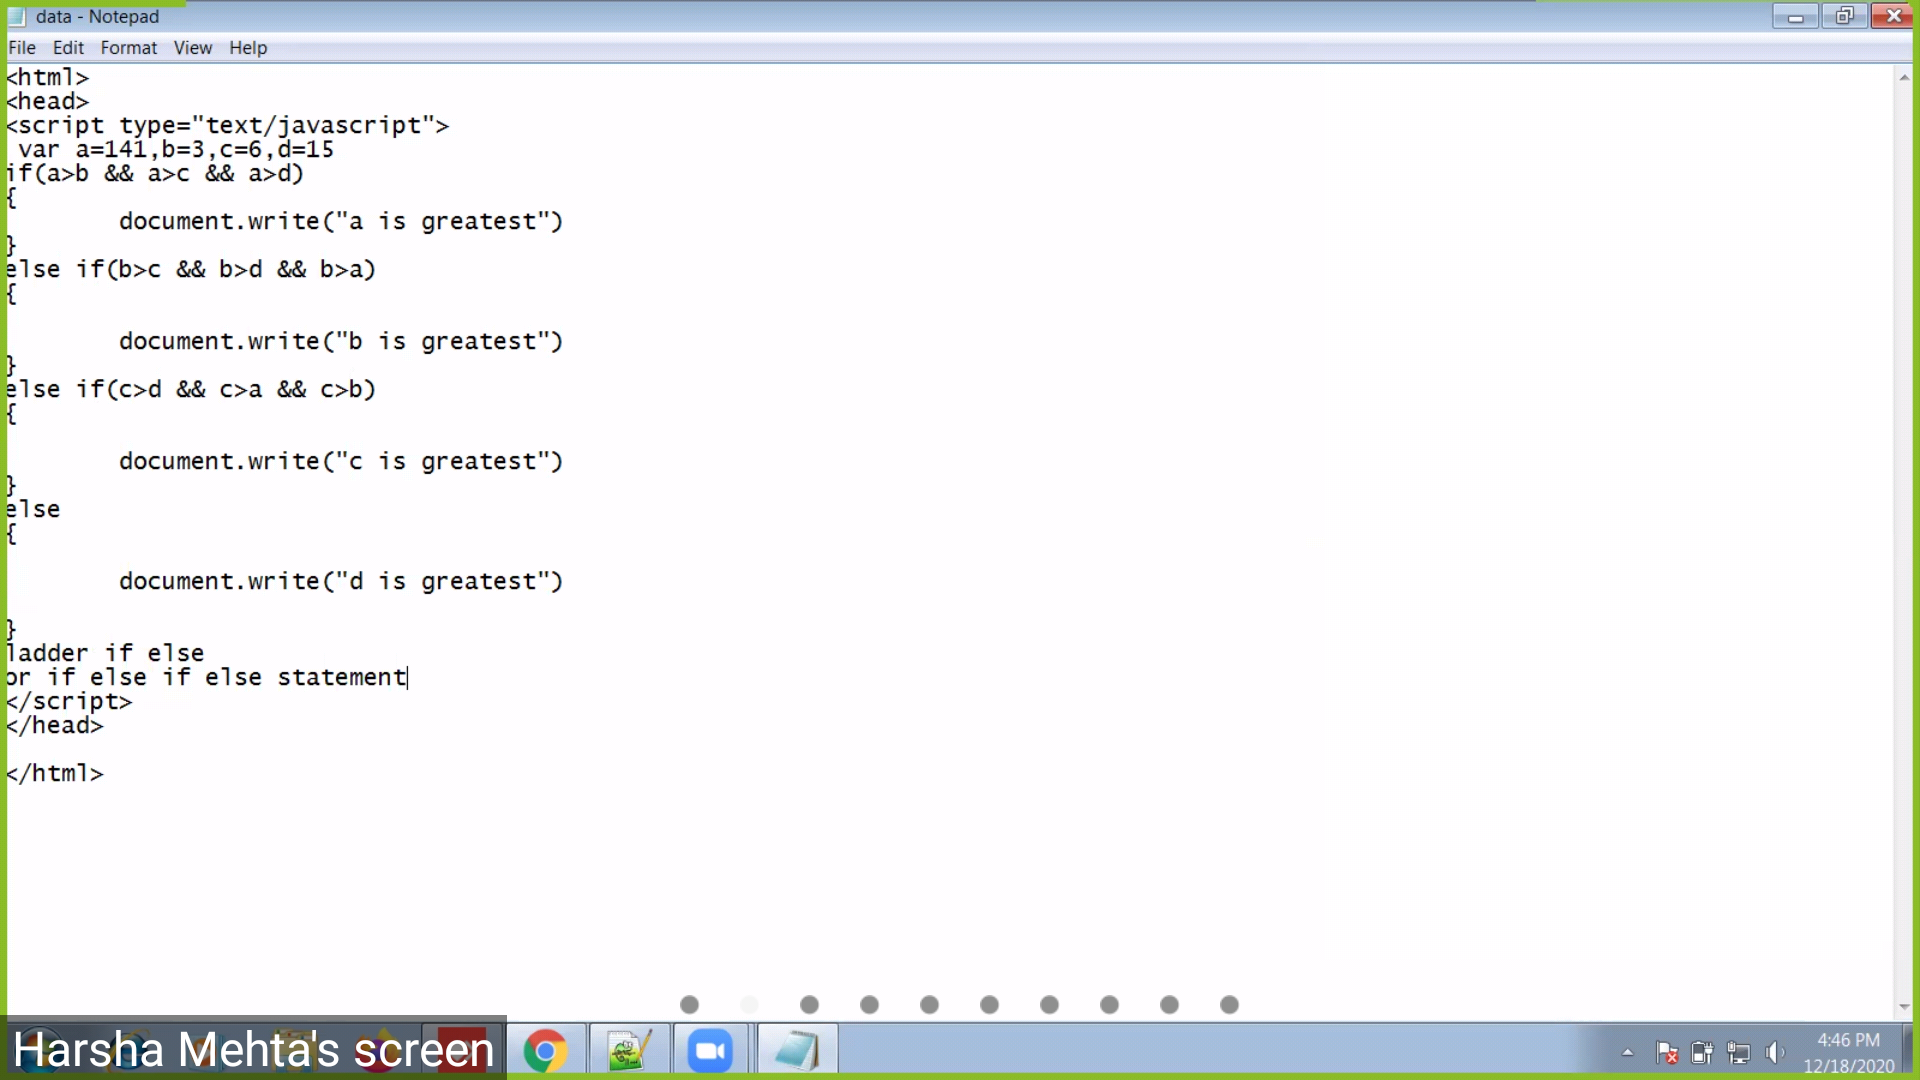 data - Notepad
File Edit Format View Help
<html>
<head>
<script type="text/javascript">
 var a=141,b=3,c=6,d=15
if(a>b && a>c && a>d)
{
        document.write("a is greatest")
}
else if(b>c && b>d && b>a)
{
        document.write("b is greatest")
}
else if(c>d && c>a && c>b)
{
        document.write("c is greatest")
}
else
{
        document.write("d is greatest")
}
ladder if else
or if else if else statement
</script>
</head>
</html>
Harsha Mehta's screen
4:46 PM
12/18/2020